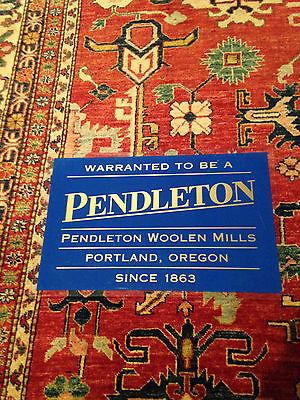 WARRANTED TO BE A
PENDLETON
PENDLETON WOOLEN MILLS
PORTLAND, OREGON
SINCE 1863